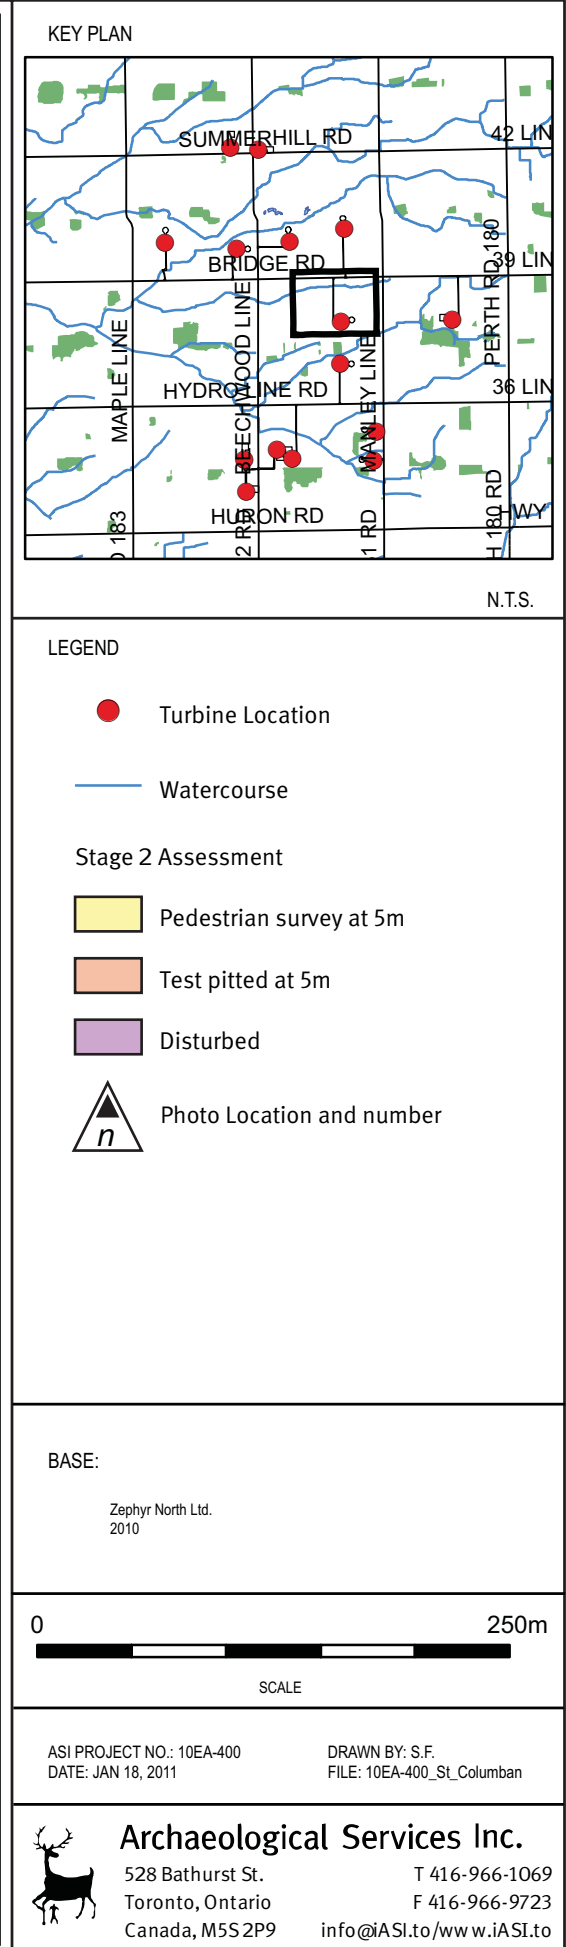 KEY PLAN
SUMMERHILL RD
42 LIN
BRIDGE RD
39 LIN
PERTH RD 180
MAPLE LINE
BEECHWOOD LINE
MANLEY LINE
HYDRO LINE RD
36 LIN
HURON RD
HWY
183
2 RD
1 RD
H 180 RD
N.T.S.
LEGEND
Turbine Location
Watercourse
Stage 2 Assessment
Pedestrian survey at 5m
Test pitted at 5m
Disturbed
n
Photo Location and number
BASE:
Zephyr North Ltd.
2010
0 250m
SCALE
ASI PROJECT NO.: 10EA-400 DRAWN BY: S.F.
DATE: JAN 18, 2011 FILE: 10EA-400_St_Columban
Archaeological Services Inc.
528 Bathurst St. T 416-966-1069
Toronto, Ontario F 416-966-9723
Canada, M5S 2P9 info@iASI.to/www.iASI.to